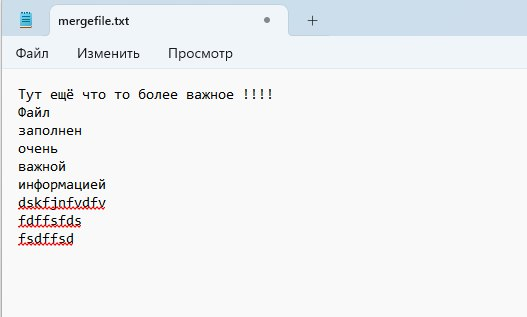 mergefile.txt
Файл Изменить Просмотр
Тут ещё что то более важное !!!!
Файл
заполнен
очень
важной
информацией
dskfjnfvdfv
fdffsfds
fsdffsd